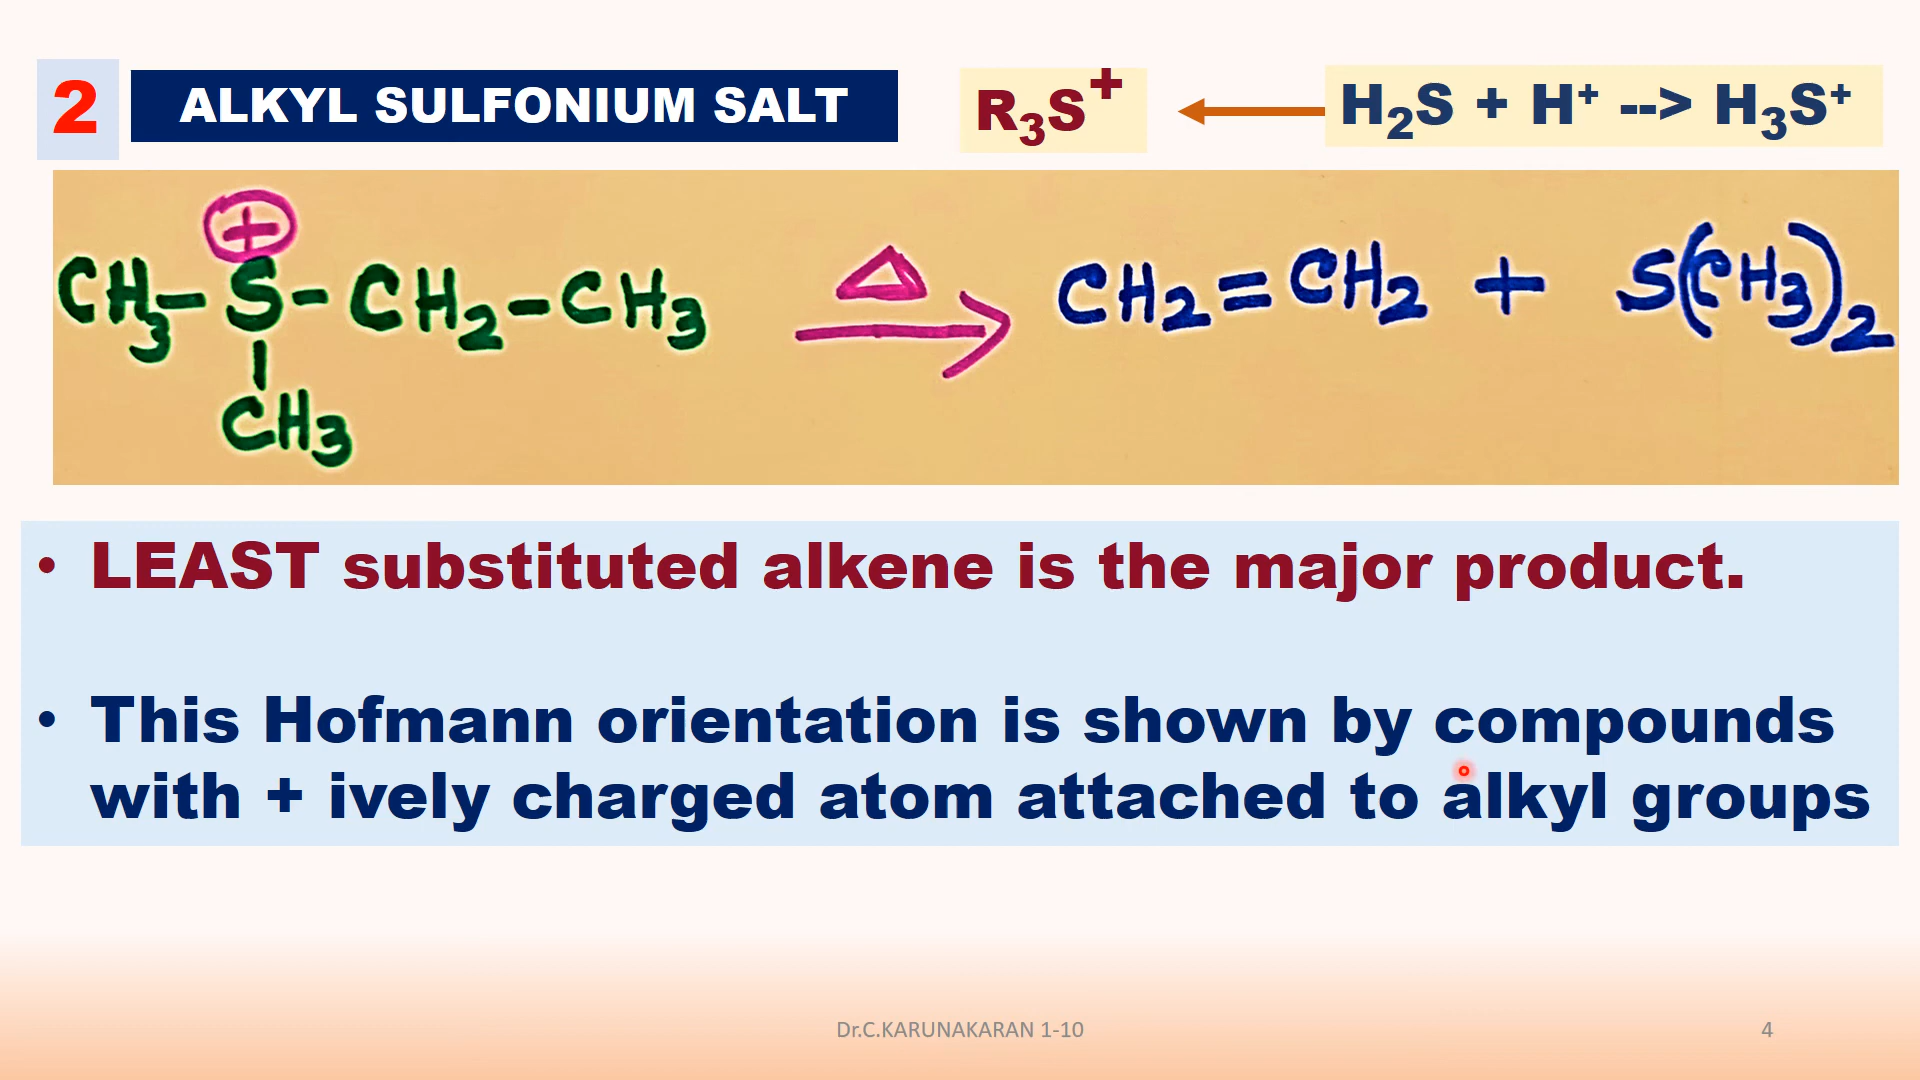 2 ALKYL SULFONIUM SALT R₃S⁺ H₂S + H⁺ --> H₃S⁺
⊕
CH₃–S–CH₂–CH₃ Δ CH₂=CH₂ + S(CH₃)₂
CH₃
• LEAST substituted alkene is the major product.
• This Hofmann orientation is shown by compounds
with + ively charged atom attached to alkyl groups
Dr.C.KARUNAKARAN 1-10 4